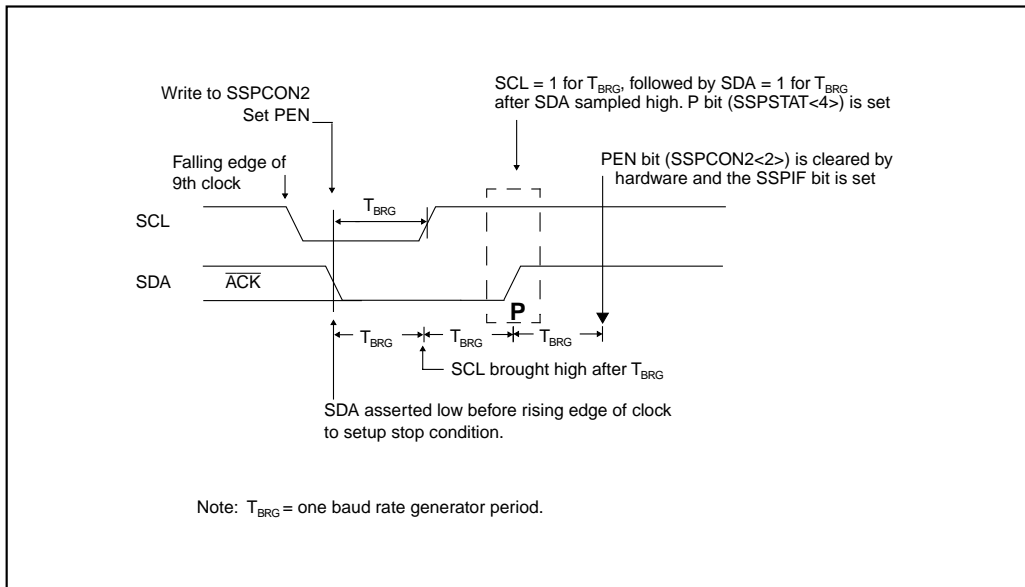 SCL = 1 for TBRG, followed by SDA = 1 for TBRG
after SDA sampled high. P bit (SSPSTAT<4>) is set
Write to SSPCON2
Set PEN
PEN bit (SSPCON2<2>) is cleared by
hardware and the SSPIF bit is set
Falling edge of
9th clock
TBRG
SCL
SDA
ACK
P
TBRG
TBRG
TBRG
SCL brought high after TBRG
SDA asserted low before rising edge of clock
to setup stop condition.
Note: TBRG = one baud rate generator period.